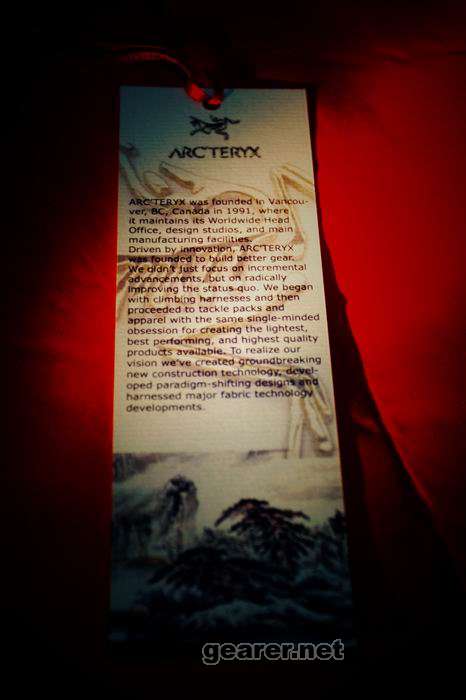 ARC'TERYX
ARC'TERYX was founded in Vancou-
ver, BC, Canada in 1991, where
it maintains its Worldwide Head
Office, design studios, and main
manufacturing facilities.
Driven by innovation, ARC'TERYX
was founded to build better gear.
We didn't just focus on incremental
advancements, but on radically
improving the status quo. We began
with climbing harnesses and then
proceeded to tackle packs and
apparel with the same single-minded
obsession for creating the lightest,
best performing, and highest quality
products available. To realize our
vision we've created groundbreaking
new construction technology, devel-
oped paradigm-shifting designs and
harnessed major fabric technology
developments.
gearer.net